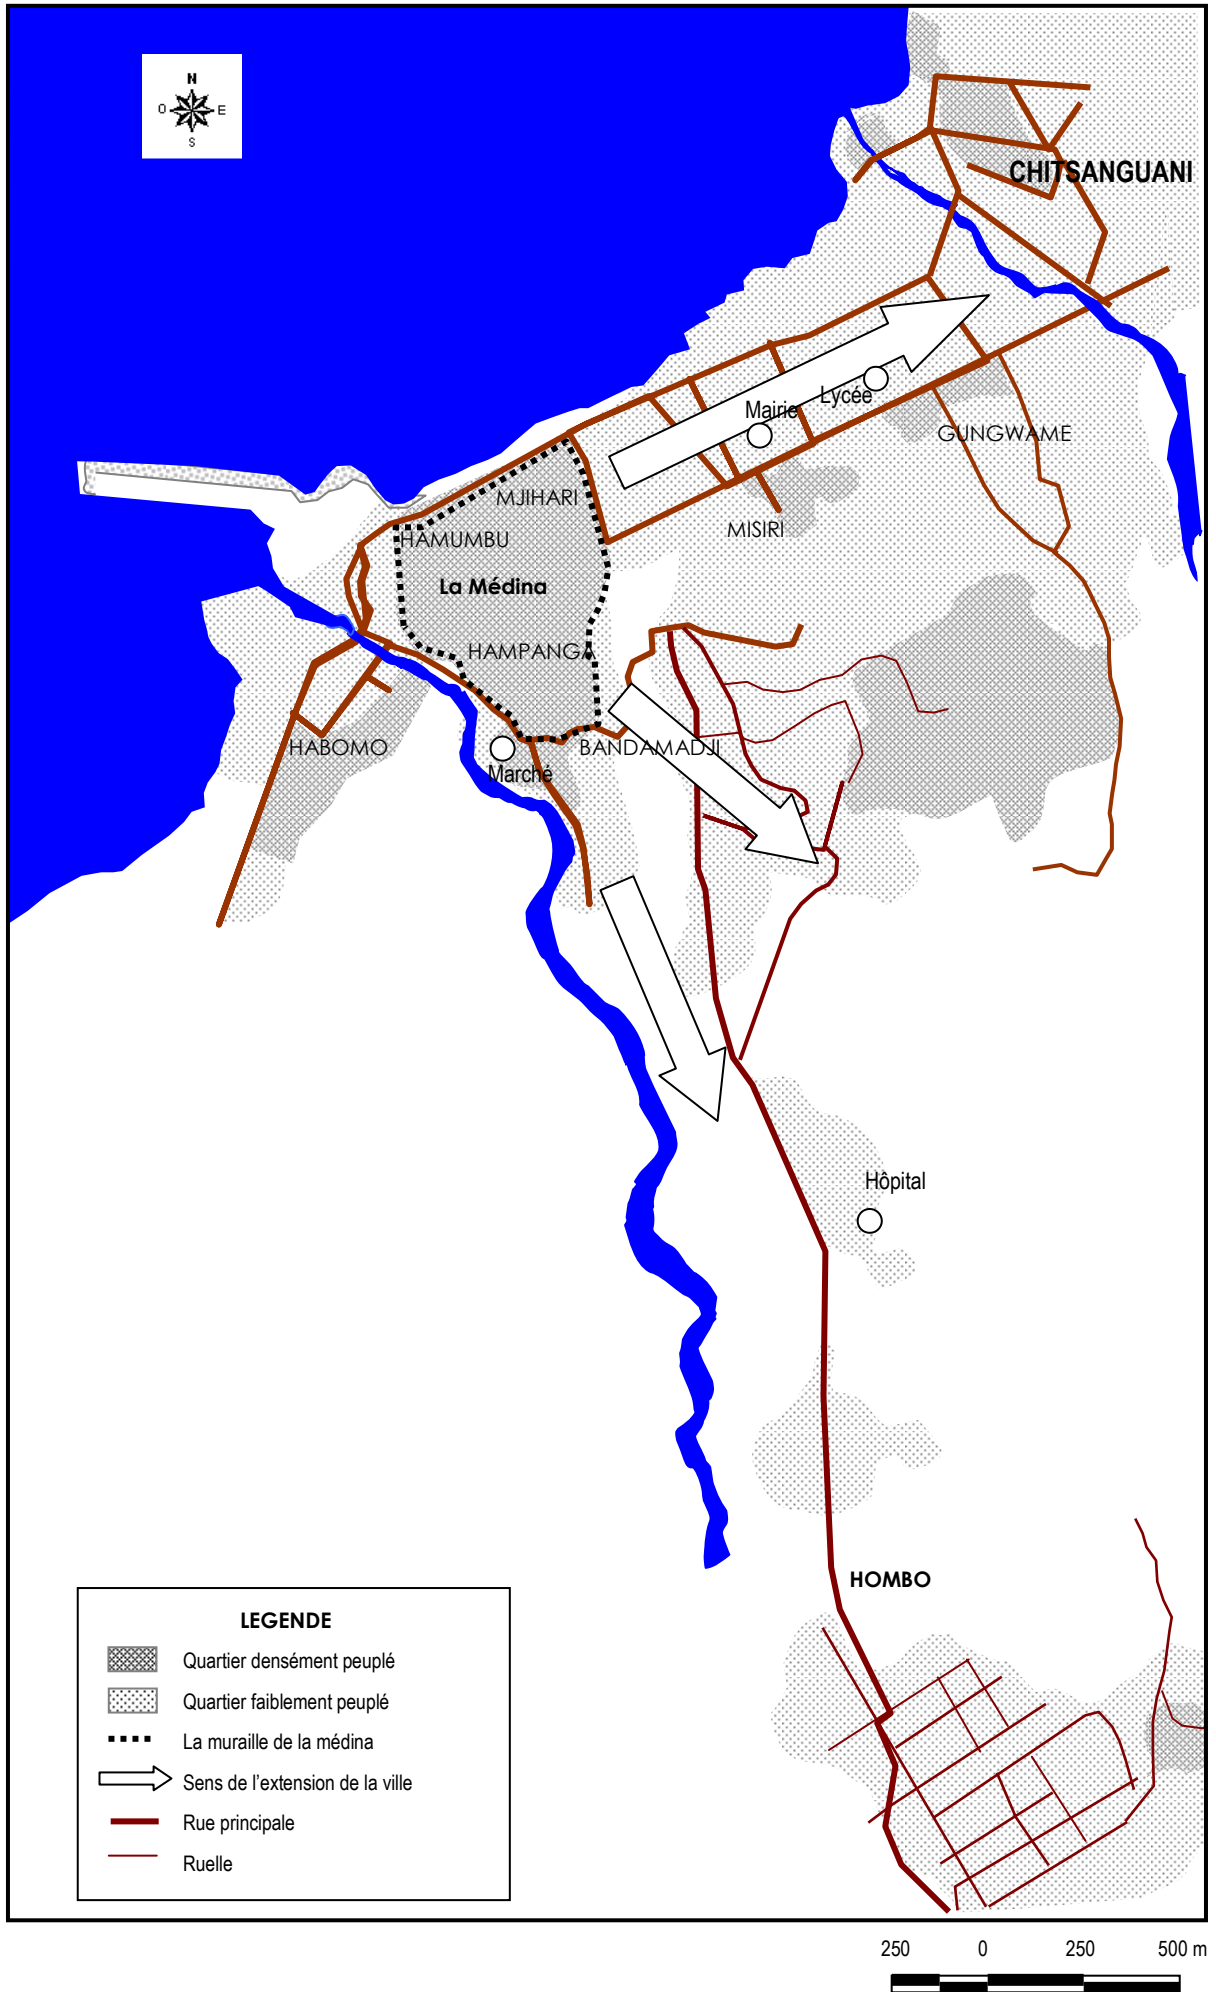 N
O E
S
CHITSANGUANI
Lycée
Mairie
GUNGWAME
MJIHARI
MISIRI
HAMUMBU
La Médina
HAMPANGA
HABOMO
BANDAMADJI
Marché
Hôpital
HOMBO
LEGENDE
Quartier densément peuplé
Quartier faiblement peuplé
La muraille de la médina
Sens de l'extension de la ville
Rue principale
Ruelle
250 0 250 500 m